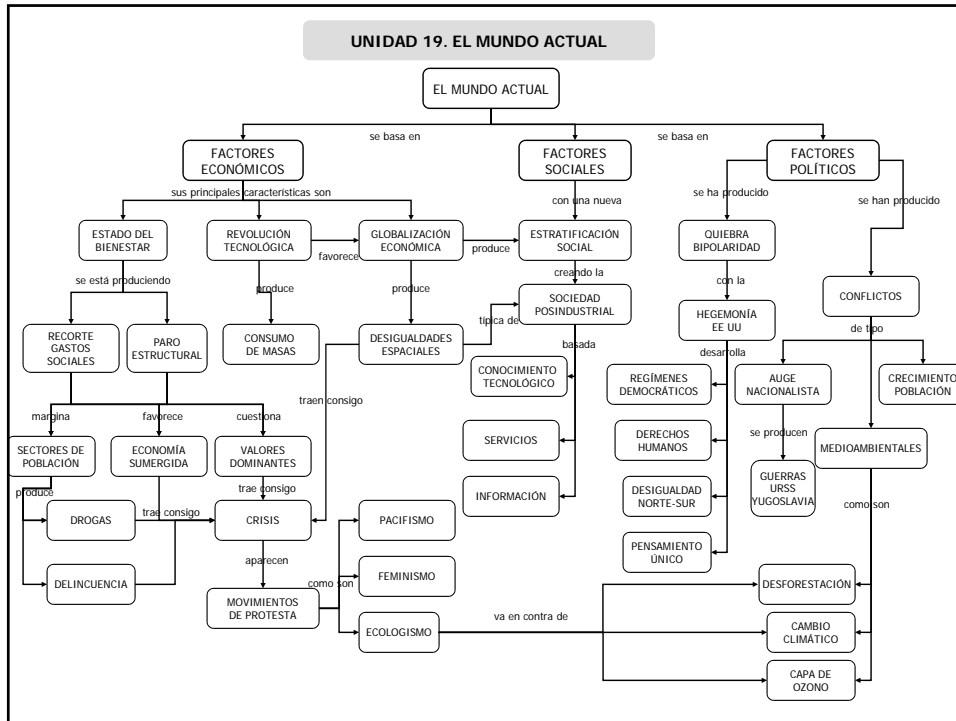 UNIDAD 19. EL MUNDO ACTUAL
EL MUNDO ACTUAL
se basa en
se basa en
FACTORES
ECONÓMICOS
FACTORES
SOCIALES
FACTORES
POLÍTICOS
sus principales características son
con una nueva
se ha producido
se han producido
ESTADO DEL
BIENESTAR
REVOLUCIÓN
TECNOLÓGICA
favorece
GLOBALIZACIÓN
ECONÓMICA
produce
ESTRATIFICACIÓN
SOCIAL
QUIEBRA
BIPOLARIDAD
se está produciendo
produce
produce
creando la
con la
RECORTE
GASTOS
SOCIALES
PARO
ESTRUCTURAL
CONSUMO
DE MASAS
DESIGUALDADES
ESPACIALES
típica de
SOCIEDAD
POSINDUSTRIAL
HEGEMONÍA
EE UU
CONFLICTOS
basada
desarrolla
de tipo
CONOCIMIENTO
TECNOLÓGICO
REGÍMENES
DEMOCRÁTICOS
AUGE
NACIONALISTA
CRECIMIENTO
POBLACIÓN
margina
favorece
cuestiona
traen consigo
se producen
SECTORES DE
POBLACIÓN
ECONOMÍA
SUMERGIDA
VALORES
DOMINANTES
SERVICIOS
DERECHOS
HUMANOS
MEDIOAMBIENTALES
produce
trae consigo
INFORMACIÓN
DESIGUALDAD
NORTE-SUR
GUERRAS
URSS
YUGOSLAVIA
como son
DROGAS
trae consigo
CRISIS
PACIFISMO
PENSAMIENTO
ÚNICO
aparecen
como son
DELINCUENCIA
FEMINISMO
DESFORESTACIÓN
MOVIMIENTOS
DE PROTESTA
ECOLOGISMO
va en contra de
CAMBIO
CLIMÁTICO
CAPA DE
OZONO